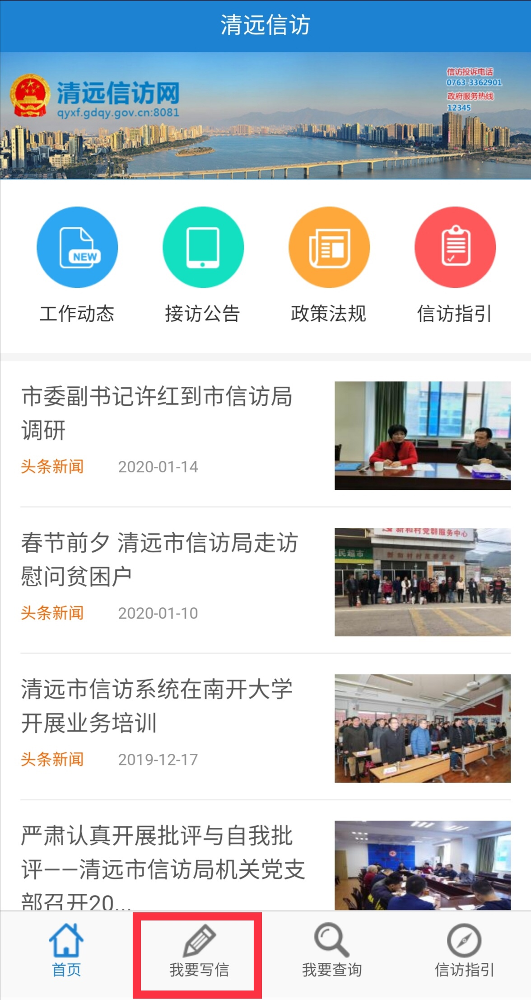 清远信访
清远信访网
qyxf.gdqy.gov.cn:8081
信访投诉电话
0763-3362901
政府服务热线
12345
NEW
工作动态
接访公告
政策法规
信访指引
市委副书记许红到市信访局
调研
头条新闻 2020-01-14
新和村党群服务中心
春节前夕 清远市信访局走访
慰问贫困户
头条新闻 2020-01-10
清远市信访系统在南开大学
开展业务培训
头条新闻 2019-12-17
严肃认真开展批评与自我批
评——清远市信访局机关党支
部召开20...
首页
我要写信
我要查询
信访指引